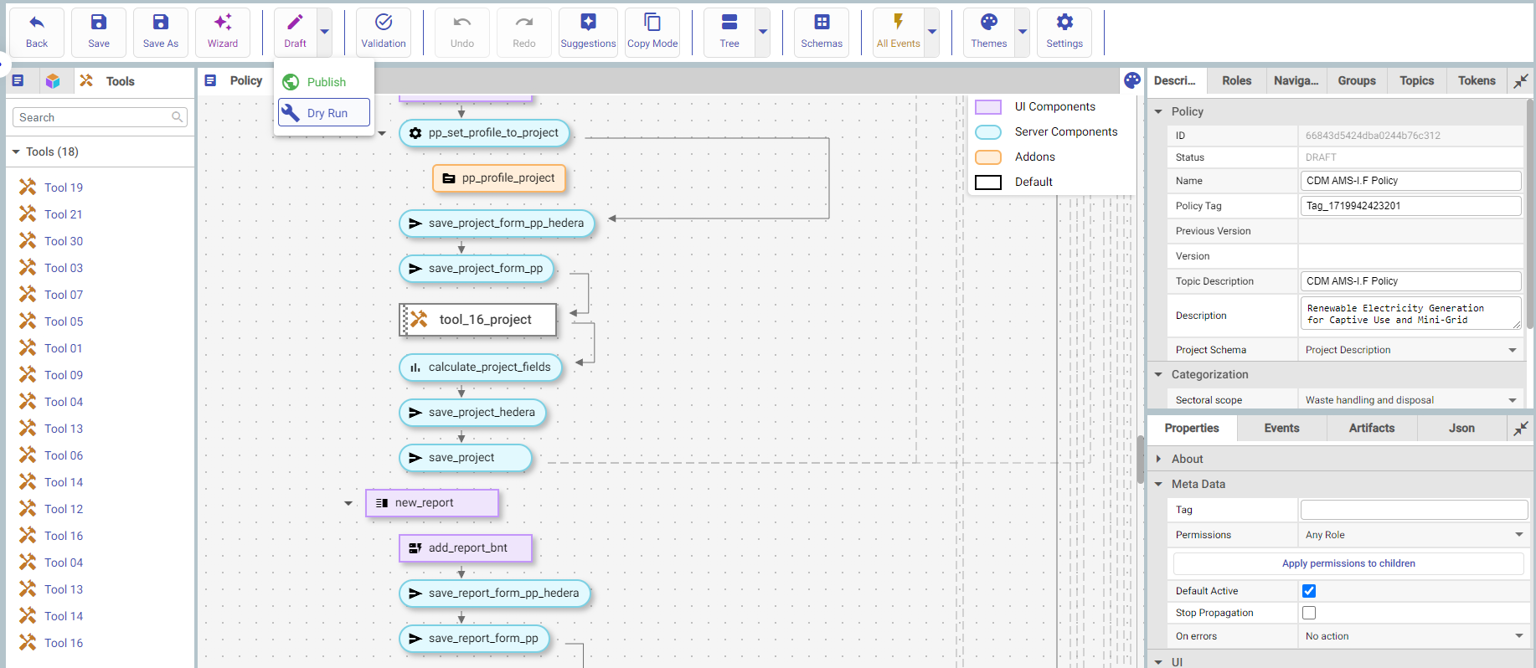 Back
Save
Save As
Wizard
Draft
Validation
Undo
Redo
Suggestions
Copy Mode
Tree
Schemas
All Events
Themes
Settings
Publish
Dry Run
Tools
Search
Tools (18)
Tool 19
Tool 21
Tool 30
Tool 03
Tool 07
Tool 05
Tool 01
Tool 09
Tool 04
Tool 13
Tool 06
Tool 14
Tool 12
Tool 16
Tool 04
Tool 13
Tool 14
Tool 16
Policy
pp_set_profile_to_project
pp_profile_project
save_project_form_pp_hedera
save_project_form_pp
tool_16_project
calculate_project_fields
save_project_hedera
save_project
new_report
add_report_bnt
save_report_form_pp_hedera
save_report_form_pp
UI Components
Server Components
Addons
Default
Descri...
Roles
Naviga...
Groups
Topics
Tokens
Policy
ID 66843d5424dba0244b76c312
Status DRAFT
Name CDM AMS-I.F Policy
Policy Tag Tag_1719942423201
Previous Version
Version
Topic Description CDM AMS-I.F Policy
Description Renewable Electricity Generation
for Captive Use and Mini-Grid
Project Schema Project Description
Categorization
Sectoral scope Waste handling and disposal
Properties
Events
Artifacts
Json
About
Meta Data
Tag
Permissions Any Role
Apply permissions to children
Default Active
Stop Propagation
On errors No action
UI